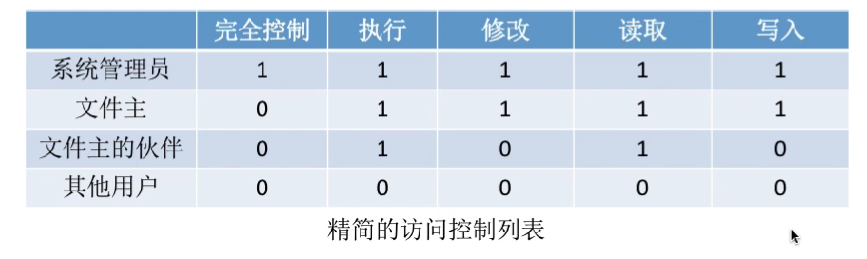 完全控制 执行 修改 读取 写入
系统管理员 1 1 1 1 1
文件主 0 1 1 1 1
文件主的伙伴 0 1 0 1 0
其他用户 0 0 0 0 0
精简的访问控制列表